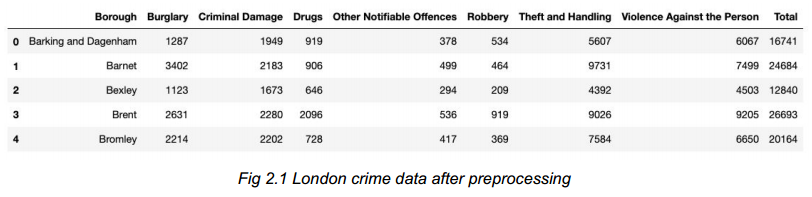 Borough Burglary Criminal Damage Drugs Other Notifiable Offences Robbery Theft and Handling Violence Against the Person Total
0 Barking and Dagenham 1287 1949 919 378 534 5607 6067 16741
1 Barnet 3402 2183 906 499 464 9731 7499 24684
2 Bexley 1123 1673 646 294 209 4392 4503 12840
3 Brent 2631 2280 2096 536 919 9026 9205 26693
4 Bromley 2214 2202 728 417 369 7584 6650 20164
Fig 2.1 London crime data after preprocessing